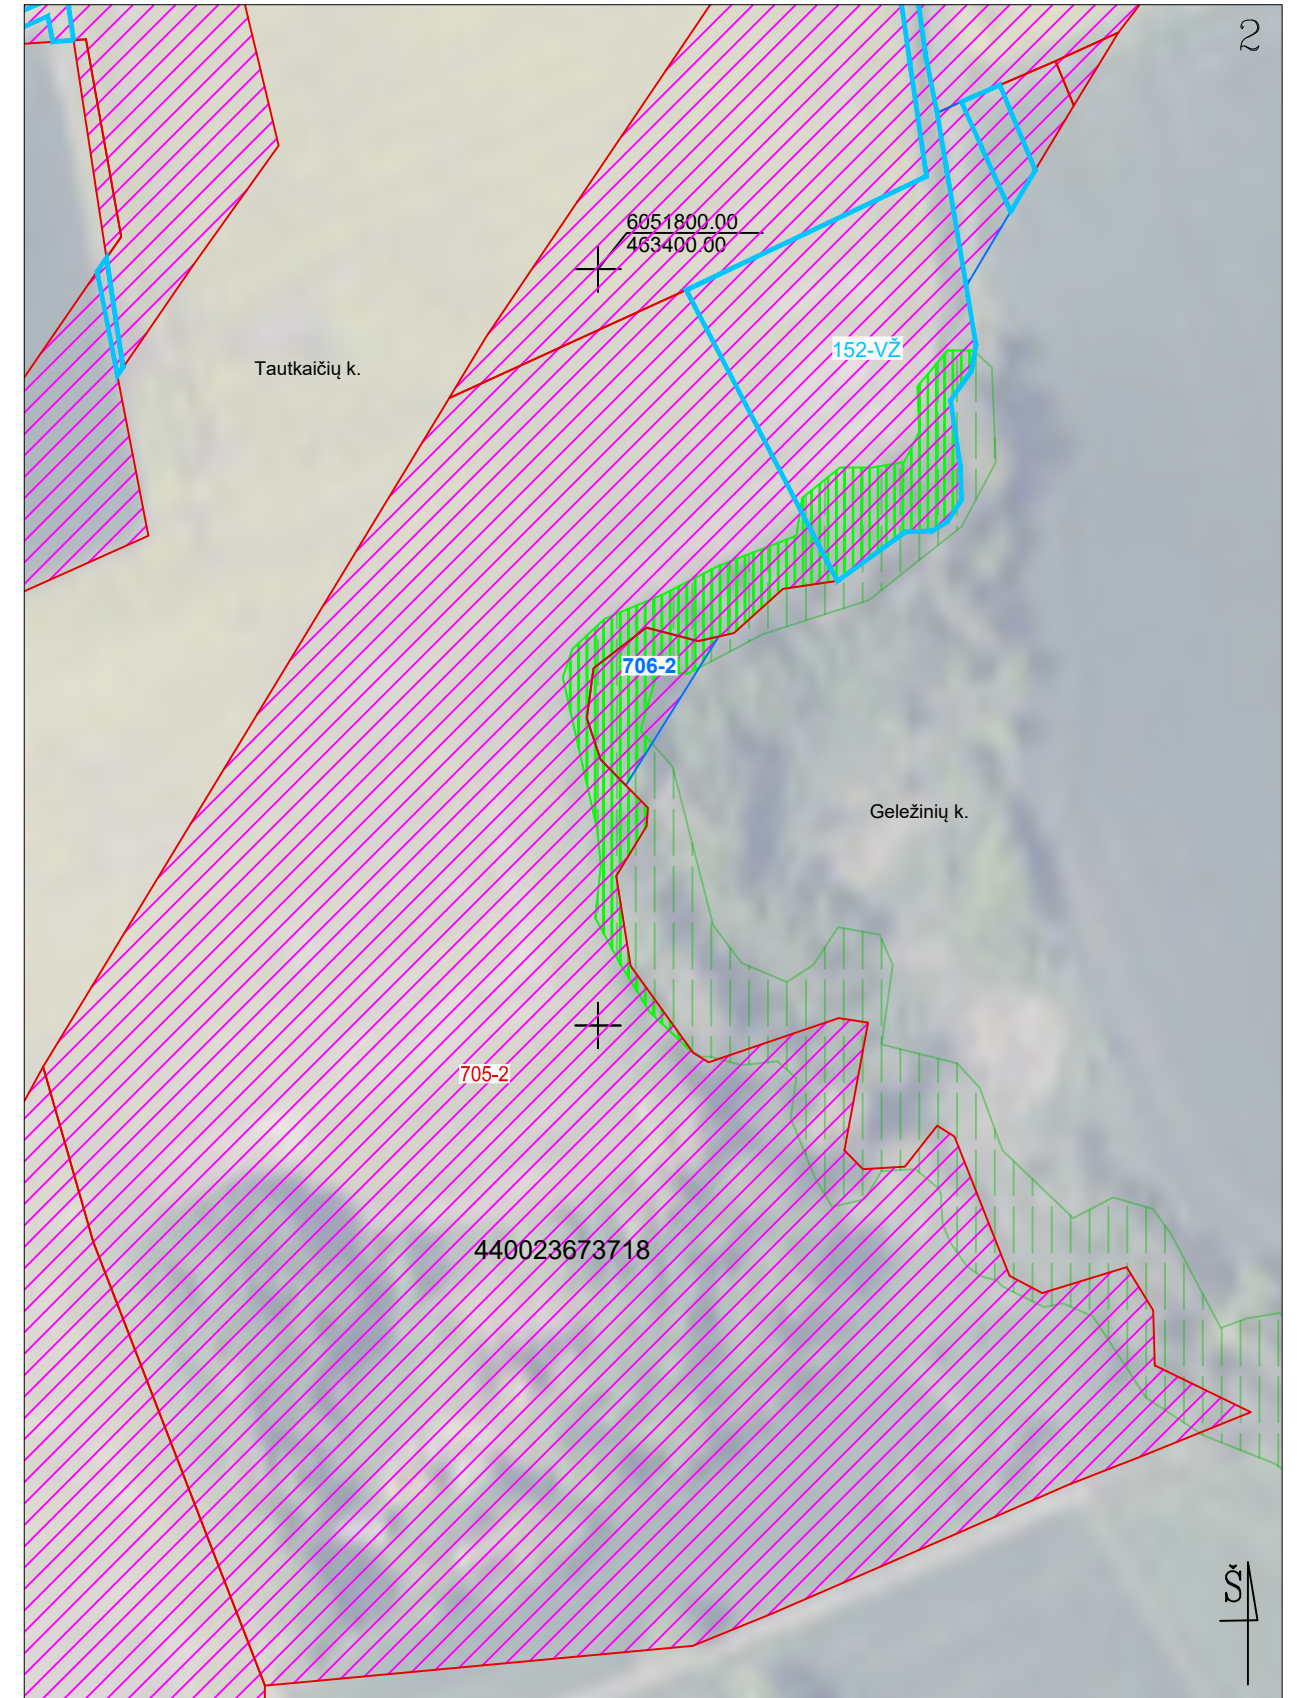 2
6051800.00
463400.00
152-VŽ
Tautkaičių k.
706-2
Geležinių k.
705-2
440023673718
Š